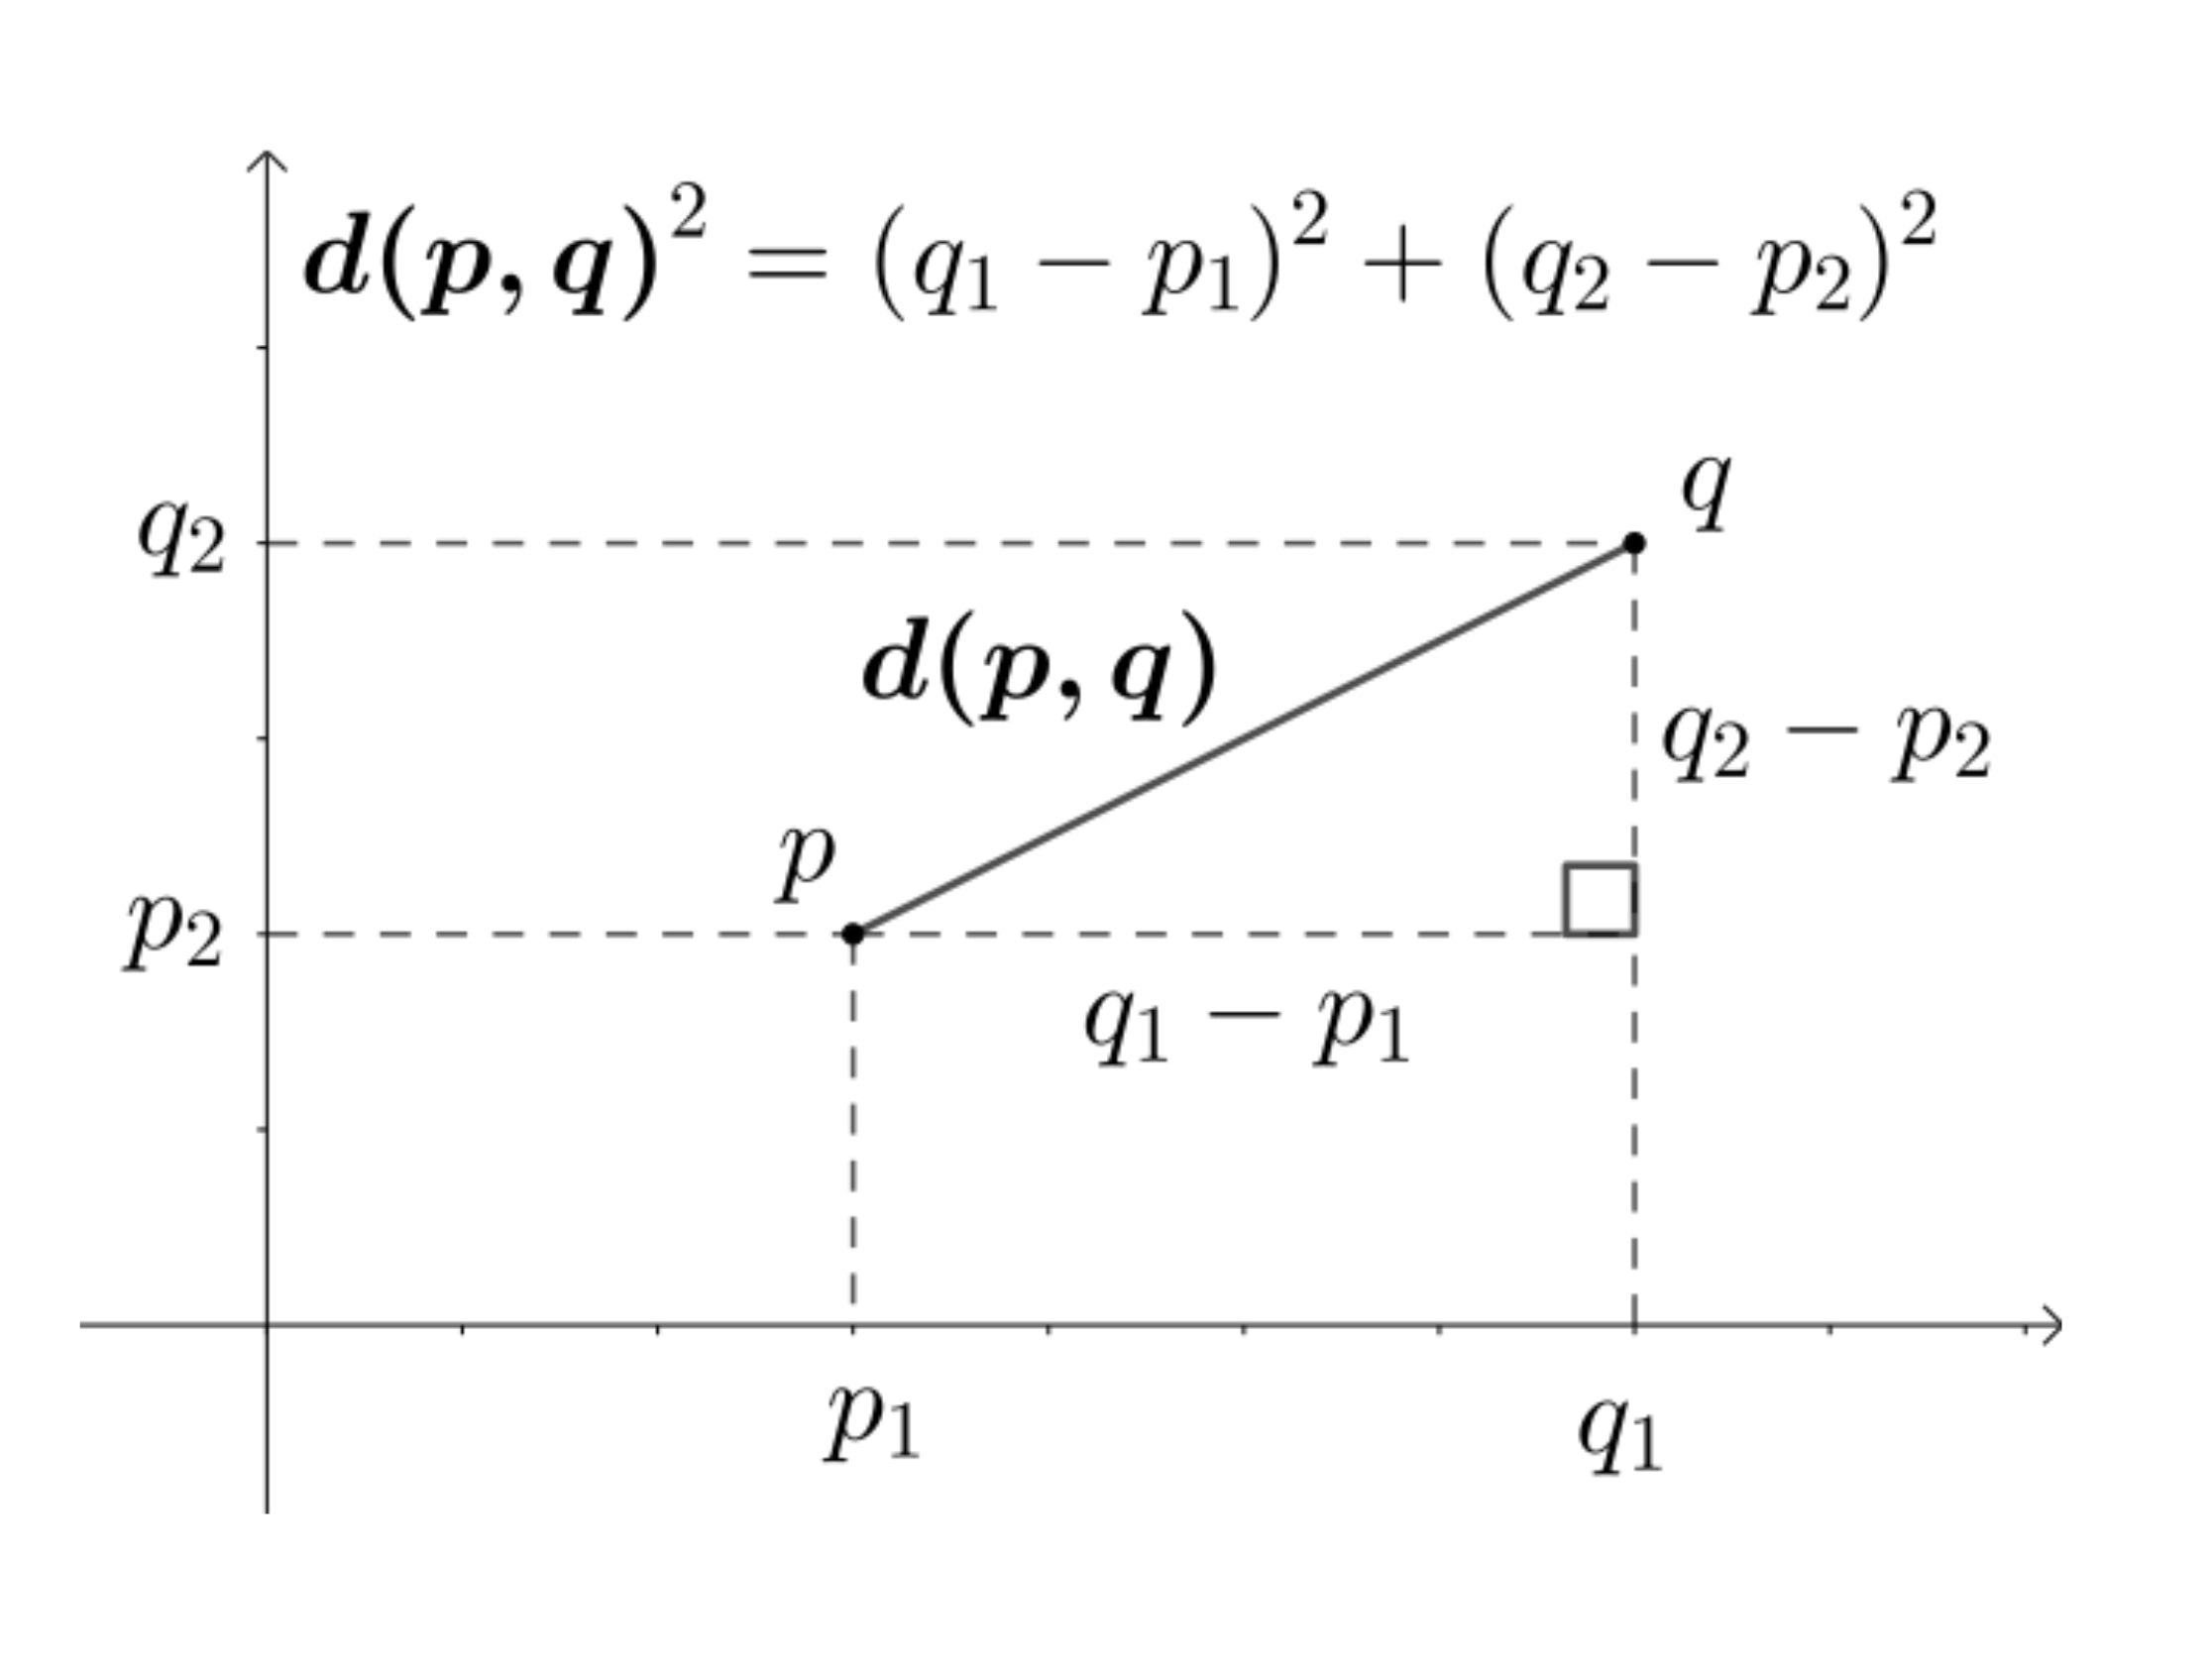 d(p, q)² = (q₁ − p₁)² + (q₂ − p₂)²
q
q₂
d(p, q)
q₂ − p₂
p
p₂
q₁ − p₁
p₁
q₁